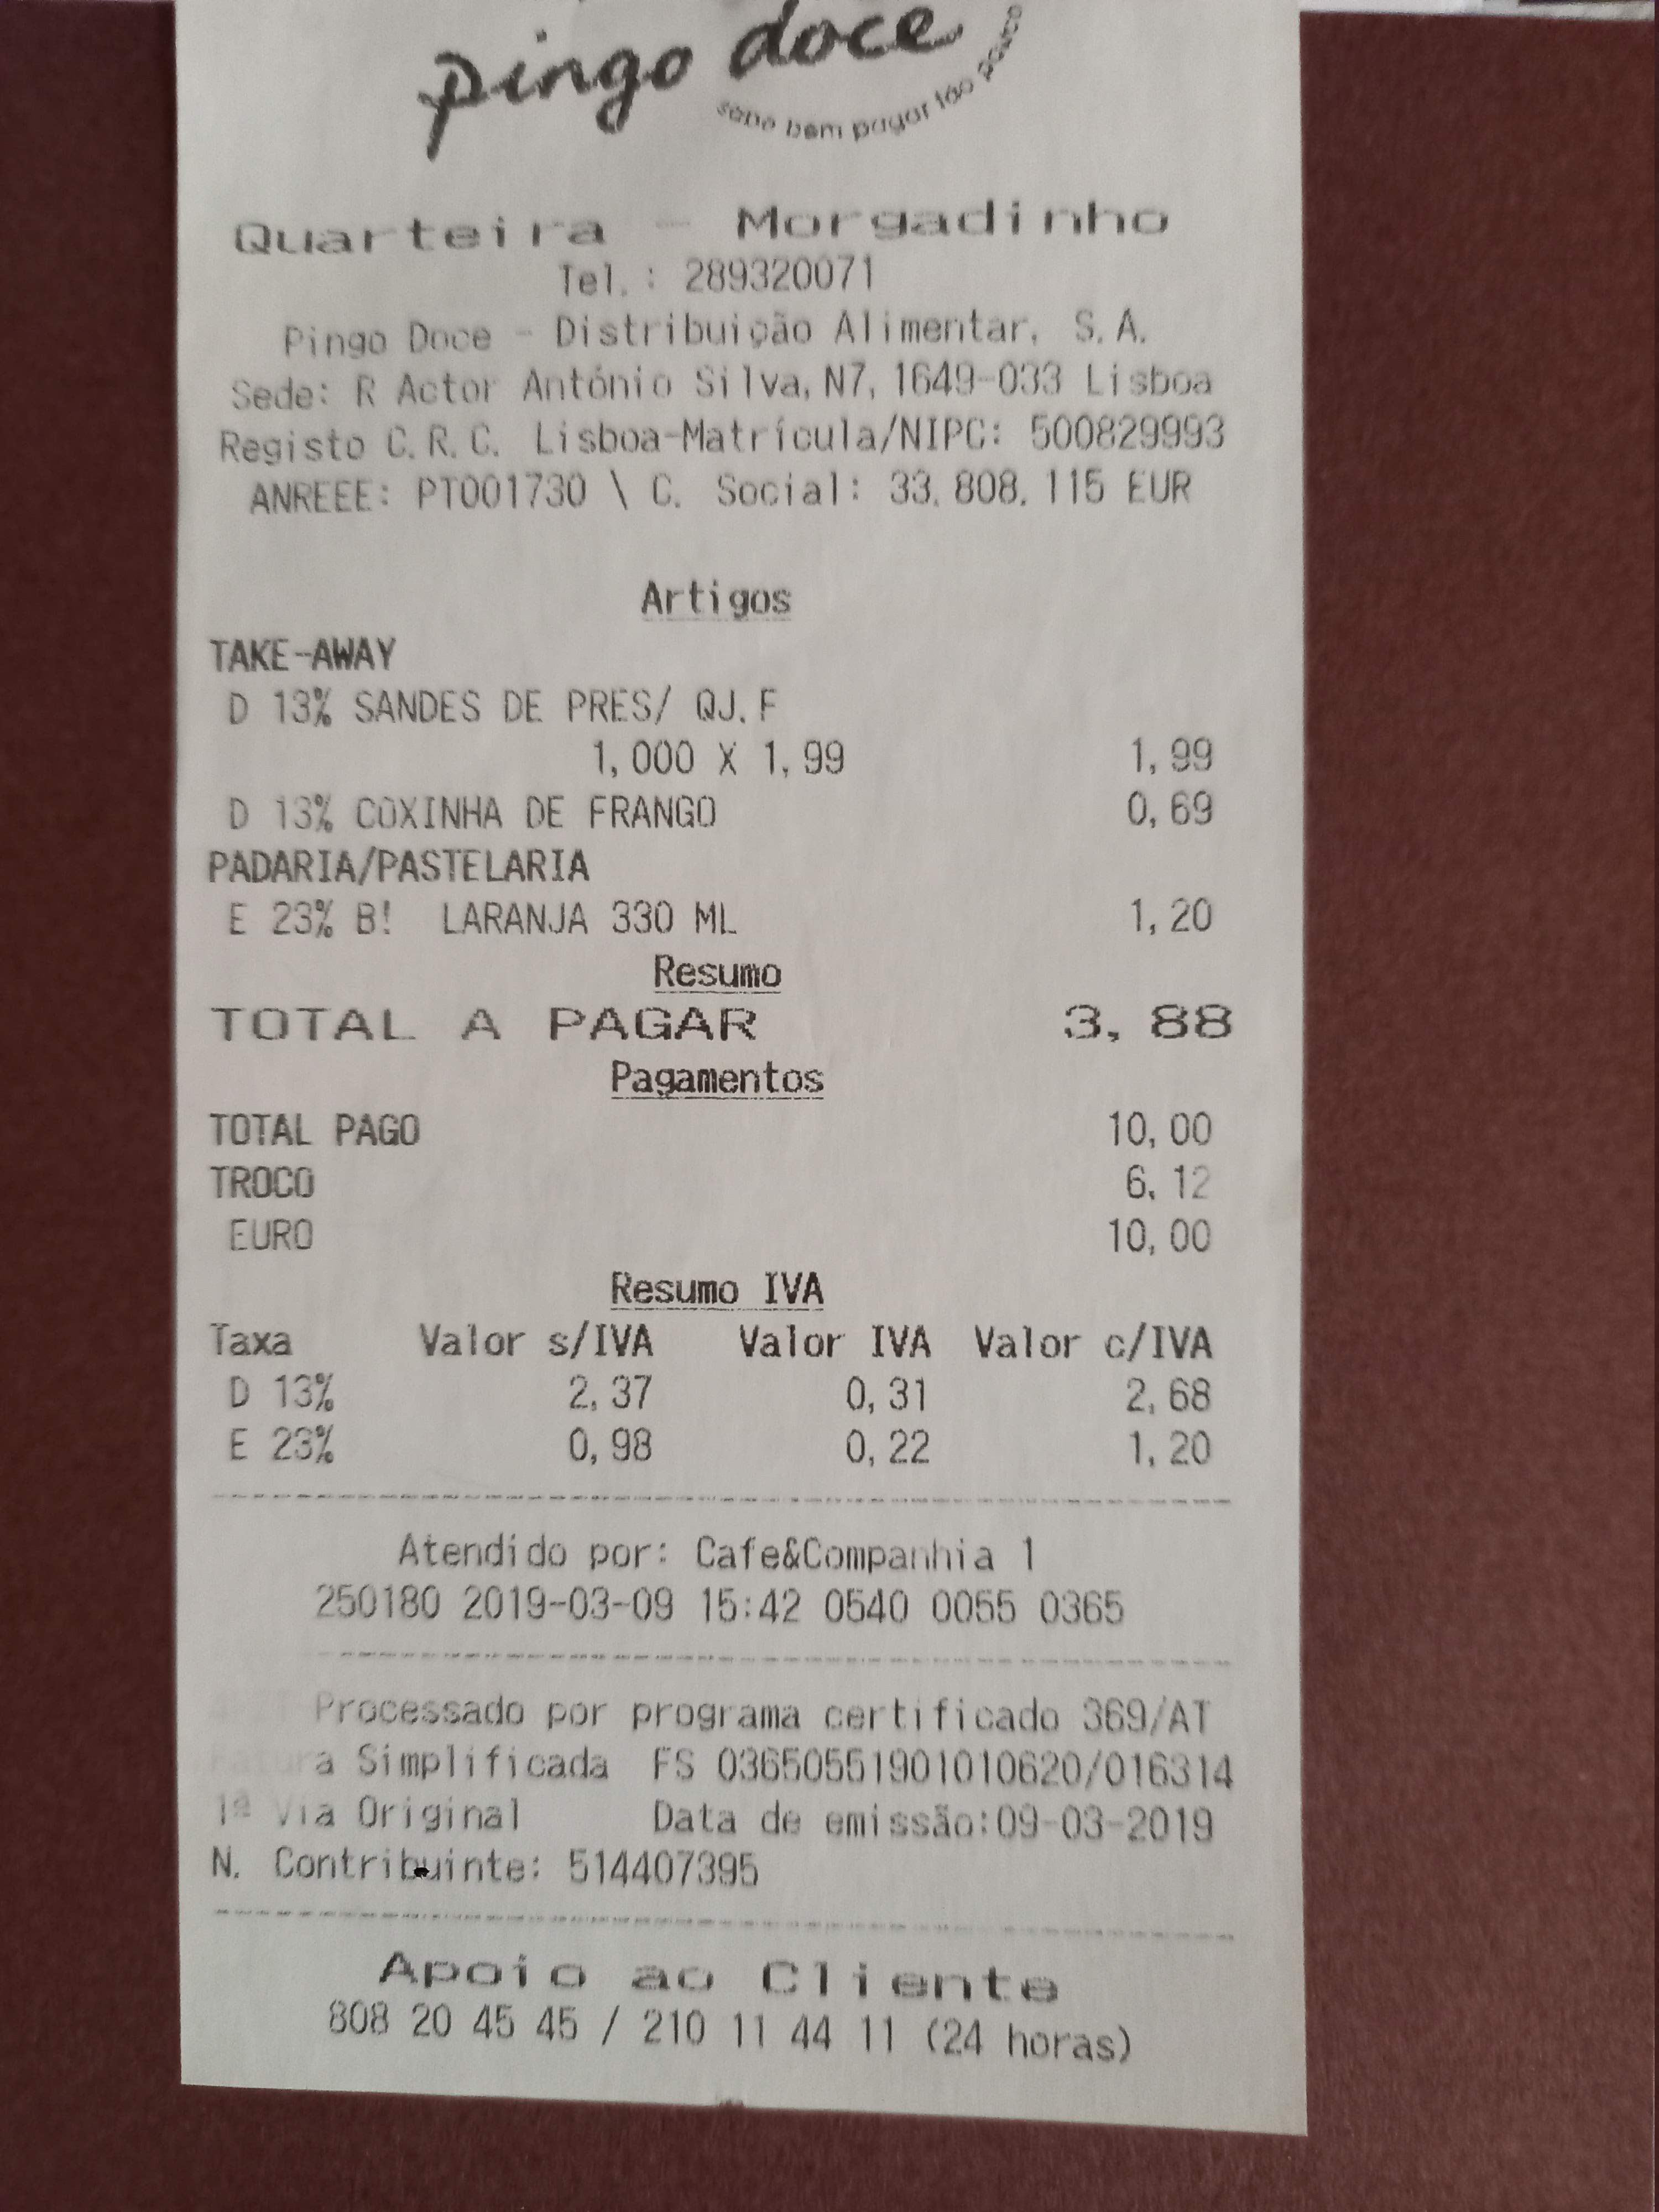 pingo doce
sabe bem pagar tão pouco
Quarteira - Morgadinho
Tel.: 289320071
Pingo Doce - Distribuição Alimentar, S.A.
Sede: R Actor António Silva,N7, 1649-033 Lisboa
Registo C.R.C. Lisboa-Matrícula/NIPC: 500829993
ANREEE: PT001730 \ C. Social: 33.808.115 EUR
Artigos
TAKE-AWAY
D 13% SANDES DE PRES/ QJ.F
1,000 X 1,99 1,99
D 13% COXINHA DE FRANGO 0,69
PADARIA/PASTELARIA
E 23% B! LARANJA 330 ML 1,20
Resumo
TOTAL A PAGAR 3,88
Pagamentos
TOTAL PAGO 10,00
TROCO 6,12
EURO 10,00
Resumo IVA
Taxa Valor s/IVA Valor IVA Valor c/IVA
D 13% 2,37 0,31 2,68
E 23% 0,98 0,22 1,20
Atendido por: Cafe&Companhia 1
250180 2019-03-09 15:42 0540 0055 0365
Processado por programa certificado 369/AT
Fatura Simplificada FS 03650551901010620/016314
1ª Via Original Data de emissão:09-03-2019
N. Contribuinte: 514407395
Apoio ao Cliente
808 20 45 45 / 210 11 44 11 (24 horas)